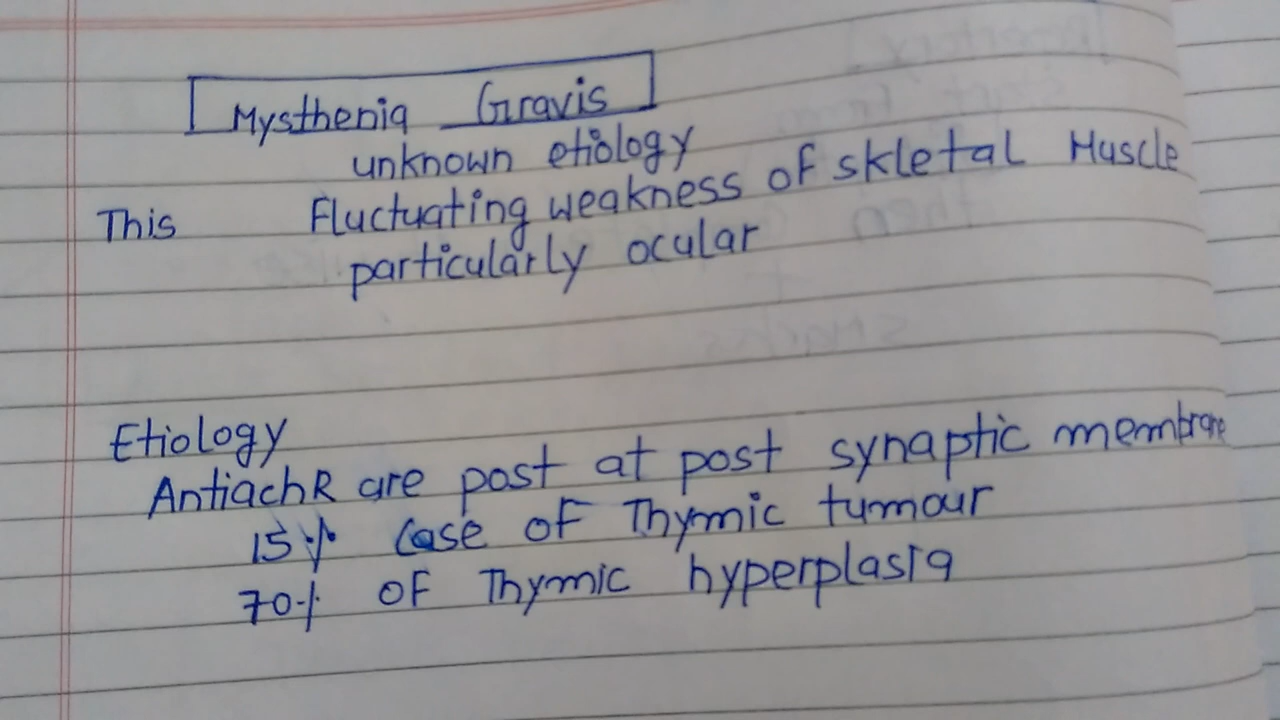 Mysthenia Gravis
unknown etiology
This Fluctuating weakness of skletal Muscle
particularly ocular
Etiology
AntiachR are post at post synaptic membrane
15% Case of Thymic tumour
70% of Thymic hyperplasia